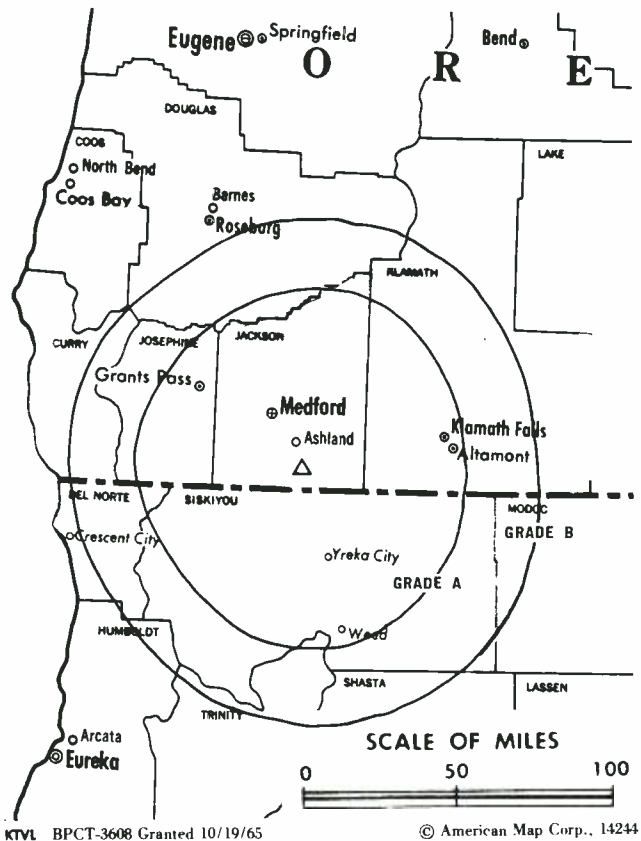 Eugene Springfield Bend
O R E
DOUGLAS
COOS
LAKE
North Bend
Coos Bay
Barnes
Roseburg
KLAMATH
CURRY JOSEPHINE JACKSON
Grants Pass
Medford
Ashland
Klamath Falls
Altamont
DEL NORTE SISKIYOU MODOC
GRADE B
Crescent City
Yreka City
GRADE A
HUMBOLDT
Weed
SHASTA LASSEN
TRINITY
Arcata
Eureka
SCALE OF MILES
0 50 100
KTVL BPCT-3608 Granted 10/19/65 © American Map Corp., 14244